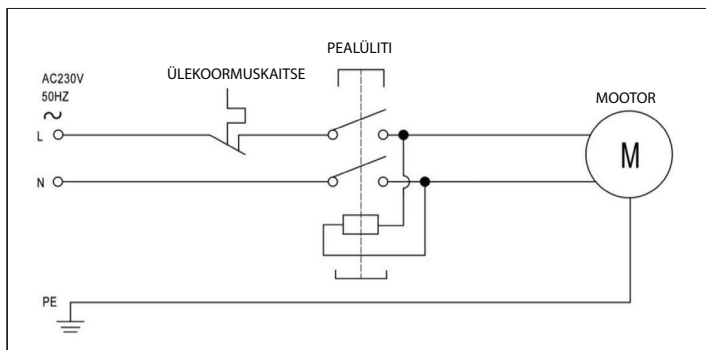 PEALÜLITI
ÜLEKOORMUSKAITSE
AC230V
50HZ
MOOTOR
L
M
N
PE